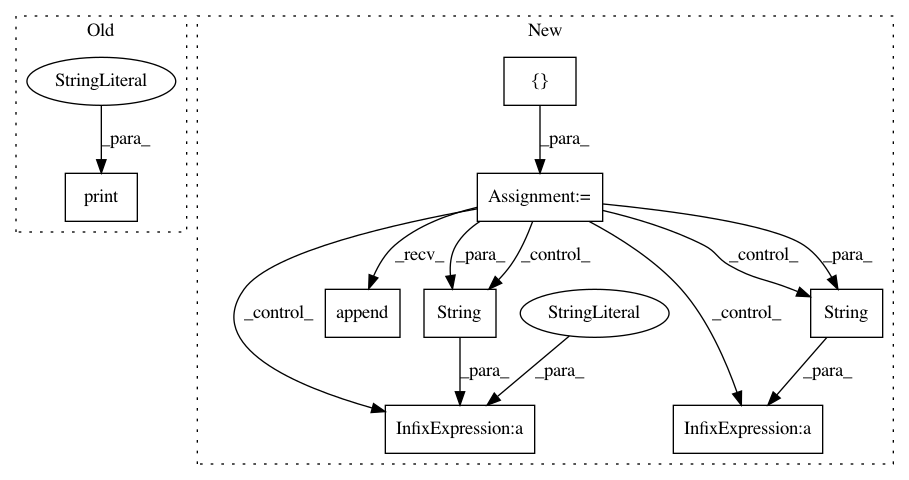 Old
New
StringLiteral
{}
_para_
_para_
print
Assignment:=
_recv_
_para_
_control_
_control_
_para_
_control_
append
String
StringLiteral
_control_
String
_para_
_para_
_para_
InfixExpression:a
InfixExpression:a